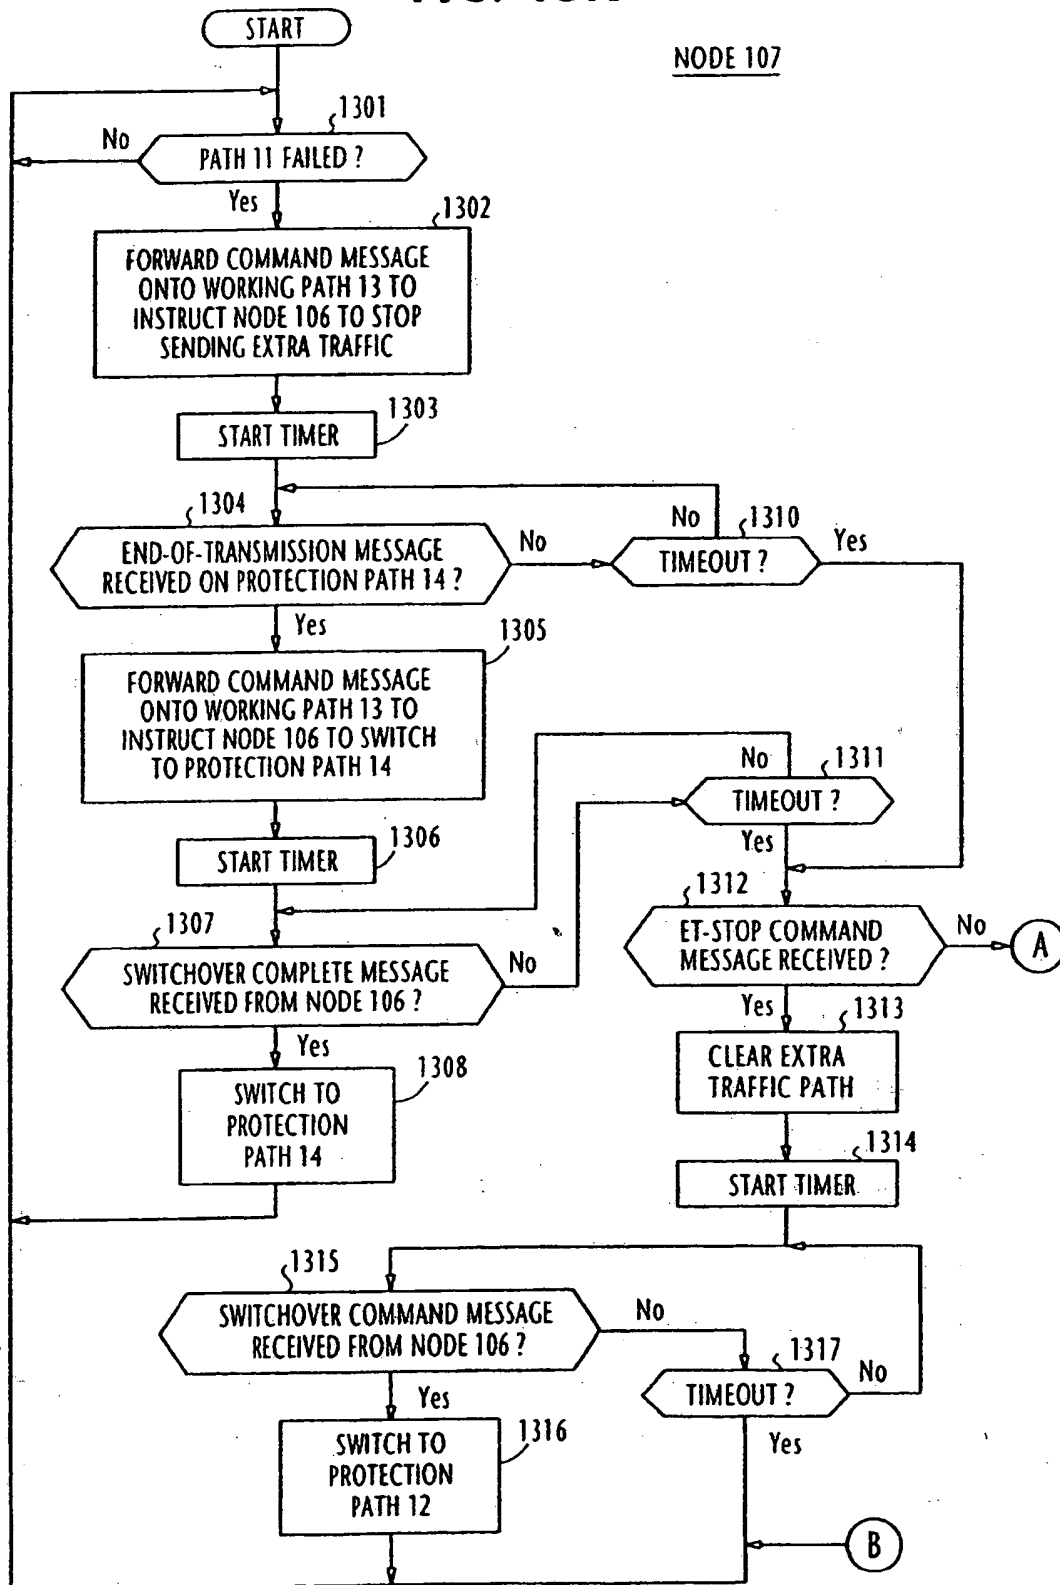 START
NODE 107
1301
No
PATH 11 FAILED ?
Yes
1302
FORWARD COMMAND MESSAGE
ONTO WORKING PATH 13 TO
INSTRUCT NODE 106 TO STOP
SENDING EXTRA TRAFFIC
1303
START TIMER
1304
END-OF-TRANSMISSION MESSAGE
RECEIVED ON PROTECTION PATH 14 ?
No
No
1310
TIMEOUT ?
Yes
Yes
1305
FORWARD COMMAND MESSAGE
ONTO WORKING PATH 13 TO
INSTRUCT NODE 106 TO SWITCH
TO PROTECTION PATH 14
No
1311
TIMEOUT ?
Yes
1306
START TIMER
1307
SWITCHOVER COMPLETE MESSAGE
RECEIVED FROM NODE 106 ?
No
1312
ET-STOP COMMAND
MESSAGE RECEIVED ?
No
A
Yes
1308
SWITCH TO
PROTECTION
PATH 14
Yes
1313
CLEAR EXTRA
TRAFFIC PATH
1314
START TIMER
1315
SWITCHOVER COMMAND MESSAGE
RECEIVED FROM NODE 106 ?
No
1317
TIMEOUT ?
No
Yes
Yes
1316
SWITCH TO
PROTECTION
PATH 12
B